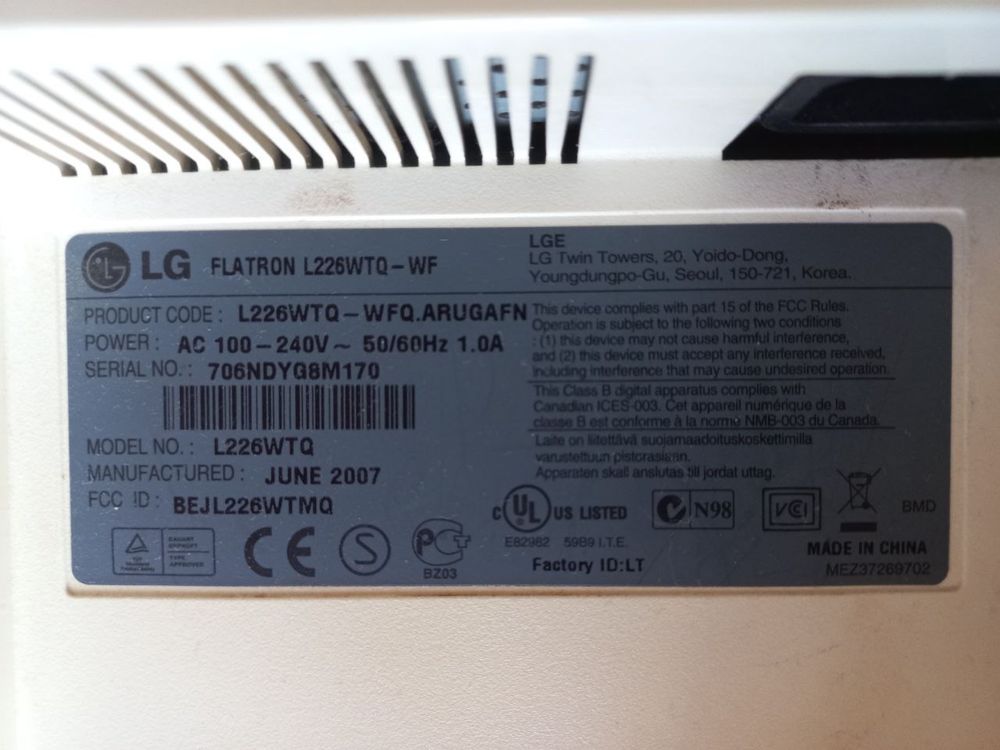 LG FLATRON L226WTQ-WF
LGE
LG Twin Towers, 20, Yoido-Dong,
Youngdungpo-Gu, Seoul, 150-721, Korea.
PRODUCT CODE : L226WTQ-WFQ.ARUGAFN
POWER : AC 100-240V ~ 50/60Hz 1.0A
SERIAL NO. : 706NDYG8M170
MODEL NO. : L226WTQ
MANUFACTURED : JUNE 2007
FCC ID : BEJL226WTMQ
This device complies with part 15 of the FCC Rules.
Operation is subject to the following two conditions
: (1) this device may not cause harmful interference,
and (2) this device must accept any interference received,
including interference that may cause undesired operation.
This Class B digital apparatus complies with
Canadian ICES-003. Cet appareil numérique de la
classe B est conforme à la norme NMB-003 du Canada.
Laite on liitettävä suojamaadoituskoskettimilla
varustettuun pistorasiaan.
Apparaten skall anslutas till jordat uttag.
TYPE
APPROVED
CE
S
BZ03
C UL US LISTED
E82962 59B9 I.T.E.
Factory ID:LT
N98
VCI
BMD
MADE IN CHINA
MEZ37269702